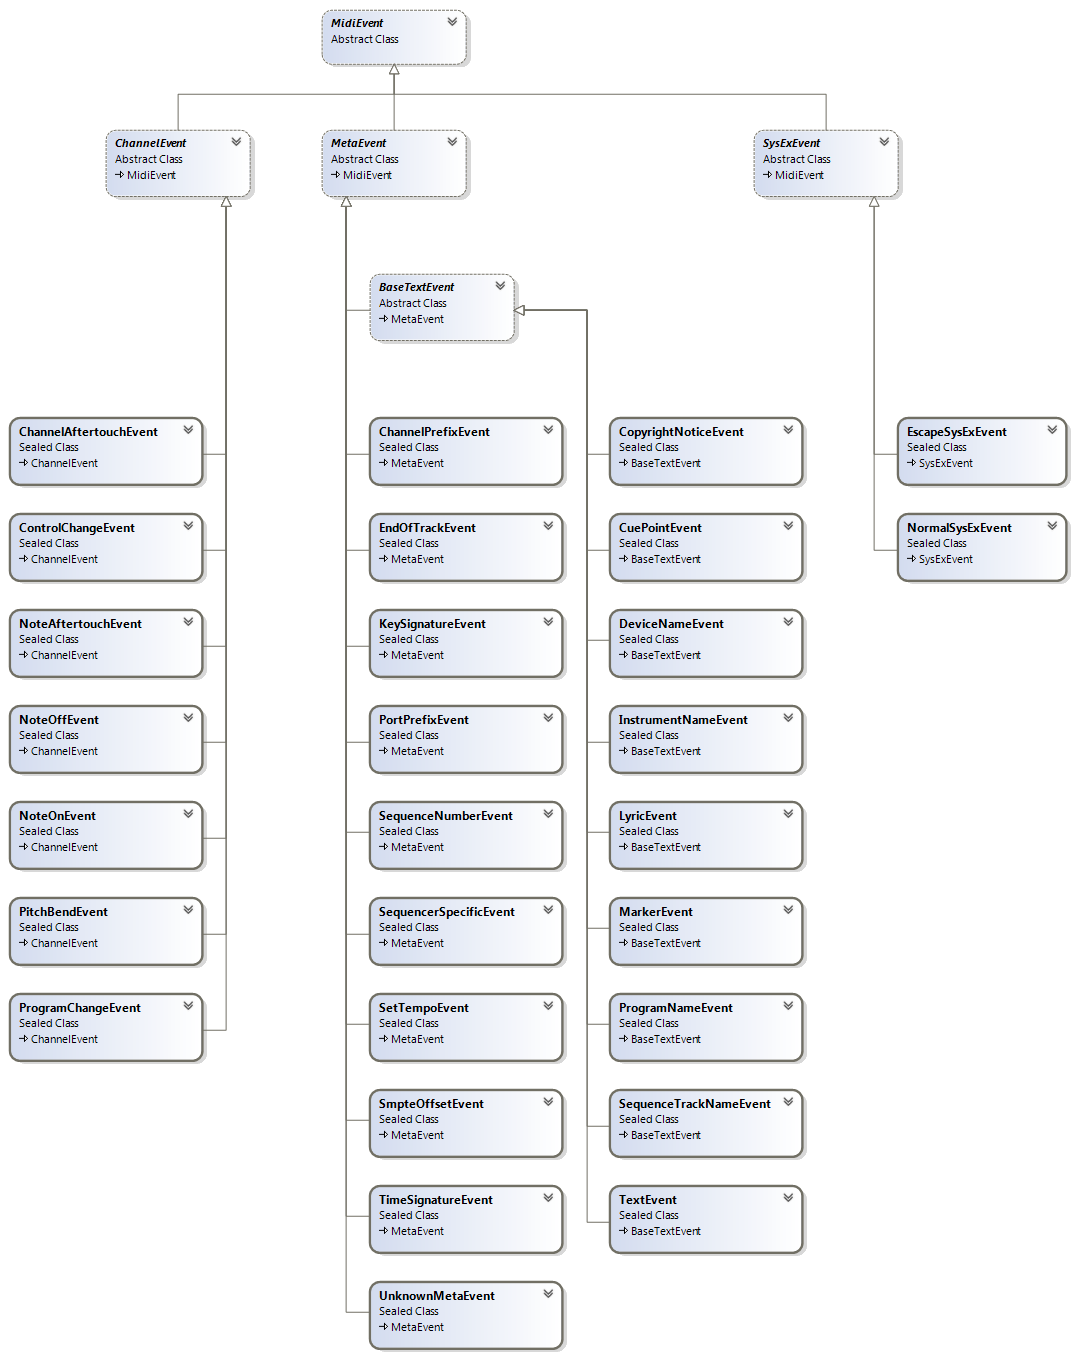 MidiEvent
Abstract Class
ChannelEvent
Abstract Class
MidiEvent
MetaEvent
Abstract Class
MidiEvent
SysExEvent
Abstract Class
MidiEvent
BaseTextEvent
Abstract Class
MetaEvent
ChannelAftertouchEvent
Sealed Class
ChannelEvent
ControlChangeEvent
Sealed Class
ChannelEvent
NoteAftertouchEvent
Sealed Class
ChannelEvent
NoteOffEvent
Sealed Class
ChannelEvent
NoteOnEvent
Sealed Class
ChannelEvent
PitchBendEvent
Sealed Class
ChannelEvent
ProgramChangeEvent
Sealed Class
ChannelEvent
ChannelPrefixEvent
Sealed Class
MetaEvent
EndOfTrackEvent
Sealed Class
MetaEvent
KeySignatureEvent
Sealed Class
MetaEvent
PortPrefixEvent
Sealed Class
MetaEvent
SequenceNumberEvent
Sealed Class
MetaEvent
SequencerSpecificEvent
Sealed Class
MetaEvent
SetTempoEvent
Sealed Class
MetaEvent
SmpteOffsetEvent
Sealed Class
MetaEvent
TimeSignatureEvent
Sealed Class
MetaEvent
UnknownMetaEvent
Sealed Class
MetaEvent
CopyrightNoticeEvent
Sealed Class
BaseTextEvent
CuePointEvent
Sealed Class
BaseTextEvent
DeviceNameEvent
Sealed Class
BaseTextEvent
InstrumentNameEvent
Sealed Class
BaseTextEvent
LyricEvent
Sealed Class
BaseTextEvent
MarkerEvent
Sealed Class
BaseTextEvent
ProgramNameEvent
Sealed Class
BaseTextEvent
SequenceTrackNameEvent
Sealed Class
BaseTextEvent
TextEvent
Sealed Class
BaseTextEvent
EscapeSysExEvent
Sealed Class
SysExEvent
NormalSysExEvent
Sealed Class
SysExEvent